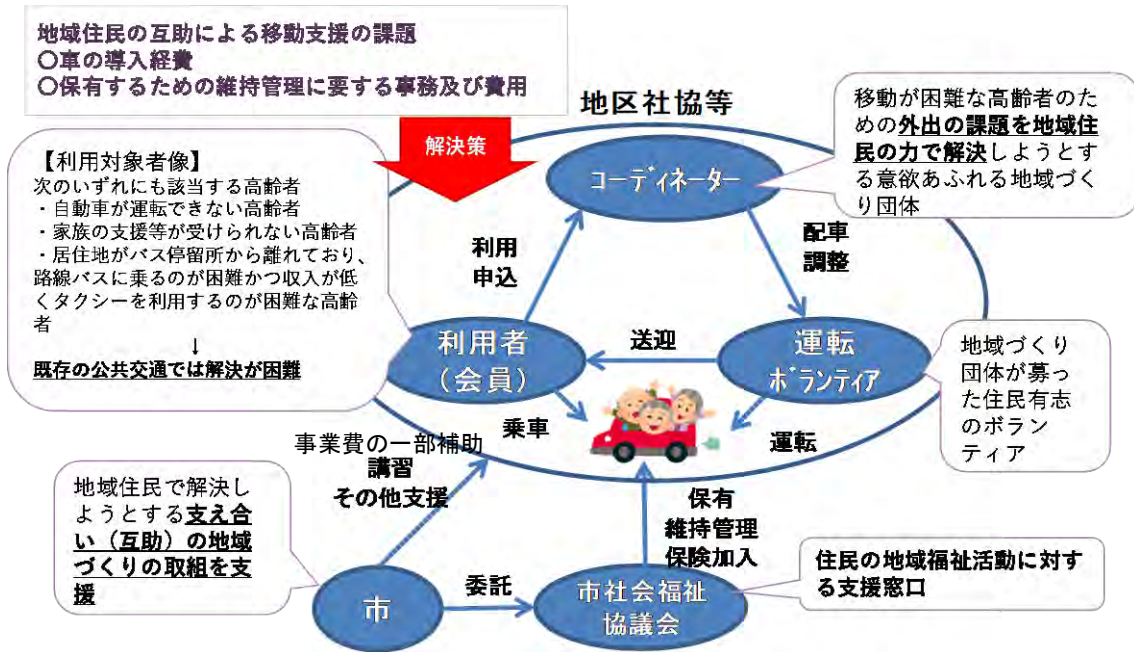 地域住民の互助による移動支援の課題
〇車の導入経費
〇保有するための維持管理に要する事務及び費用
解決策
地区社協等
コーディネーター
移動が困難な高齢者のた
めの外出の課題を地域住
民の力で解決しようとす
る意欲あふれる地域づく
り団体
【利用対象者像】
次のいずれにも該当する高齢者
・自動車が運転できない高齢者
・家族の支援等が受けられない高齢者
・居住地がバス停留所から離れており、
路線バスに乗るのが困難かつ収入が低
くタクシーを利用するのが困難な高齢
者
↓
既存の公共交通では解決が困難
利用
申込
配車
調整
利用者
(会員)
送迎
運転
ボランティア
地域づくり
団体が募っ
た住民有志
のボラン
ティア
乗車
運転
事業費の一部補助
講習
その他支援
保有
維持管理
保険加入
地域住民で解決し
ようとする支え合
い（互助）の地域
づくりの取組を支
援
市
委託
市社会福祉
協議会
住民の地域福祉活動に対す
る支援窓口